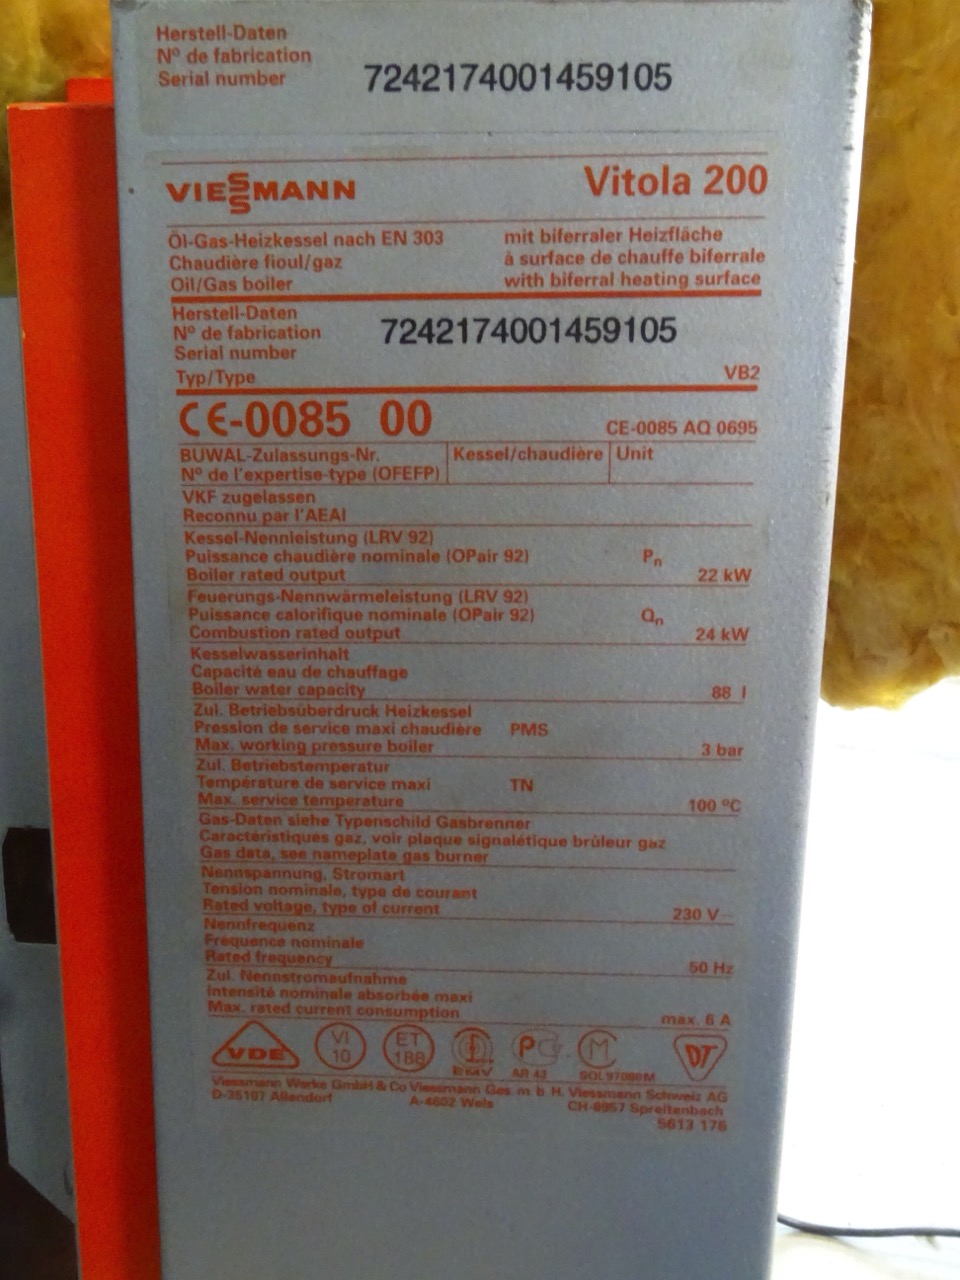 Herstell-Daten
Nº de fabrication
Serial number
7242174001459105
VIESSMANN
Vitola 200
Öl-Gas-Heizkessel nach EN 303
Chaudière fioul/gaz
Oil/Gas boiler
mit biferraler Heizfläche
à surface de chauffe biferrale
with biferral heating surface
Herstell-Daten
Nº de fabrication
Serial number
7242174001459105
Typ/Type VB2
CE-0085 00 CE-0085 AQ 0695
BUWAL-Zulassungs-Nr.
Nº de l'expertise-type (OFEFP)
Kessel/chaudière
Unit
VKF zugelassen
Reconnu par l'AEAI
Kessel-Nennleistung (LRV 92)
Puissance chaudière nominale (OPair 92) Pn
Boiler rated output 22 kW
Feuerungs-Nennwärmeleistung (LRV 92)
Puissance calorifique nominale (OPair 92) Qn
Combustion rated output 24 kW
Kesselwasserinhalt
Capacité eau de chauffage
Boiler water capacity 88 l
Zul. Betriebsüberdruck Heizkessel
Pression de service maxi chaudière PMS
Max. working pressure boiler 3 bar
Zul. Betriebstemperatur
Température de service maxi TN
Max. service temperature 100 ºC
Gas-Daten siehe Typenschild Gasbrenner
Caractéristiques gaz, voir plaque signalétique brûleur gaz
Gas data, see nameplate gas burner
Nennspannung, Stromart
Tension nominale, type de courant
Rated voltage, type of current 230 V~
Nennfrequenz
Fréquence nominale
Rated frequency 50 Hz
Zul. Nennstromaufnahme
Intensité nominale absorbée maxi
Max. rated current consumption max. 6 A
VDE
VI
10
ET
188
EMV
AR 43
M
Viessmann Werke GmbH & Co Viessmann Ges. m. b. H. Viessmann Schweiz AG
D-35107 Allendorf A-4602 Wels CH-8957 Spreitenbach
5613 176